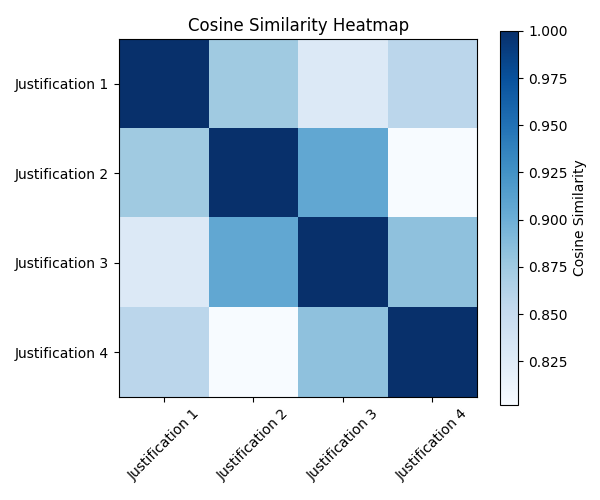 Cosine Similarity Heatmap
Justification 1
Justification 2
Justification 3
Justification 4
Justification 1
Justification 2
Justification 3
Justification 4
1.000
0.975
0.950
0.925
0.900
0.875
0.850
0.825
Cosine Similarity